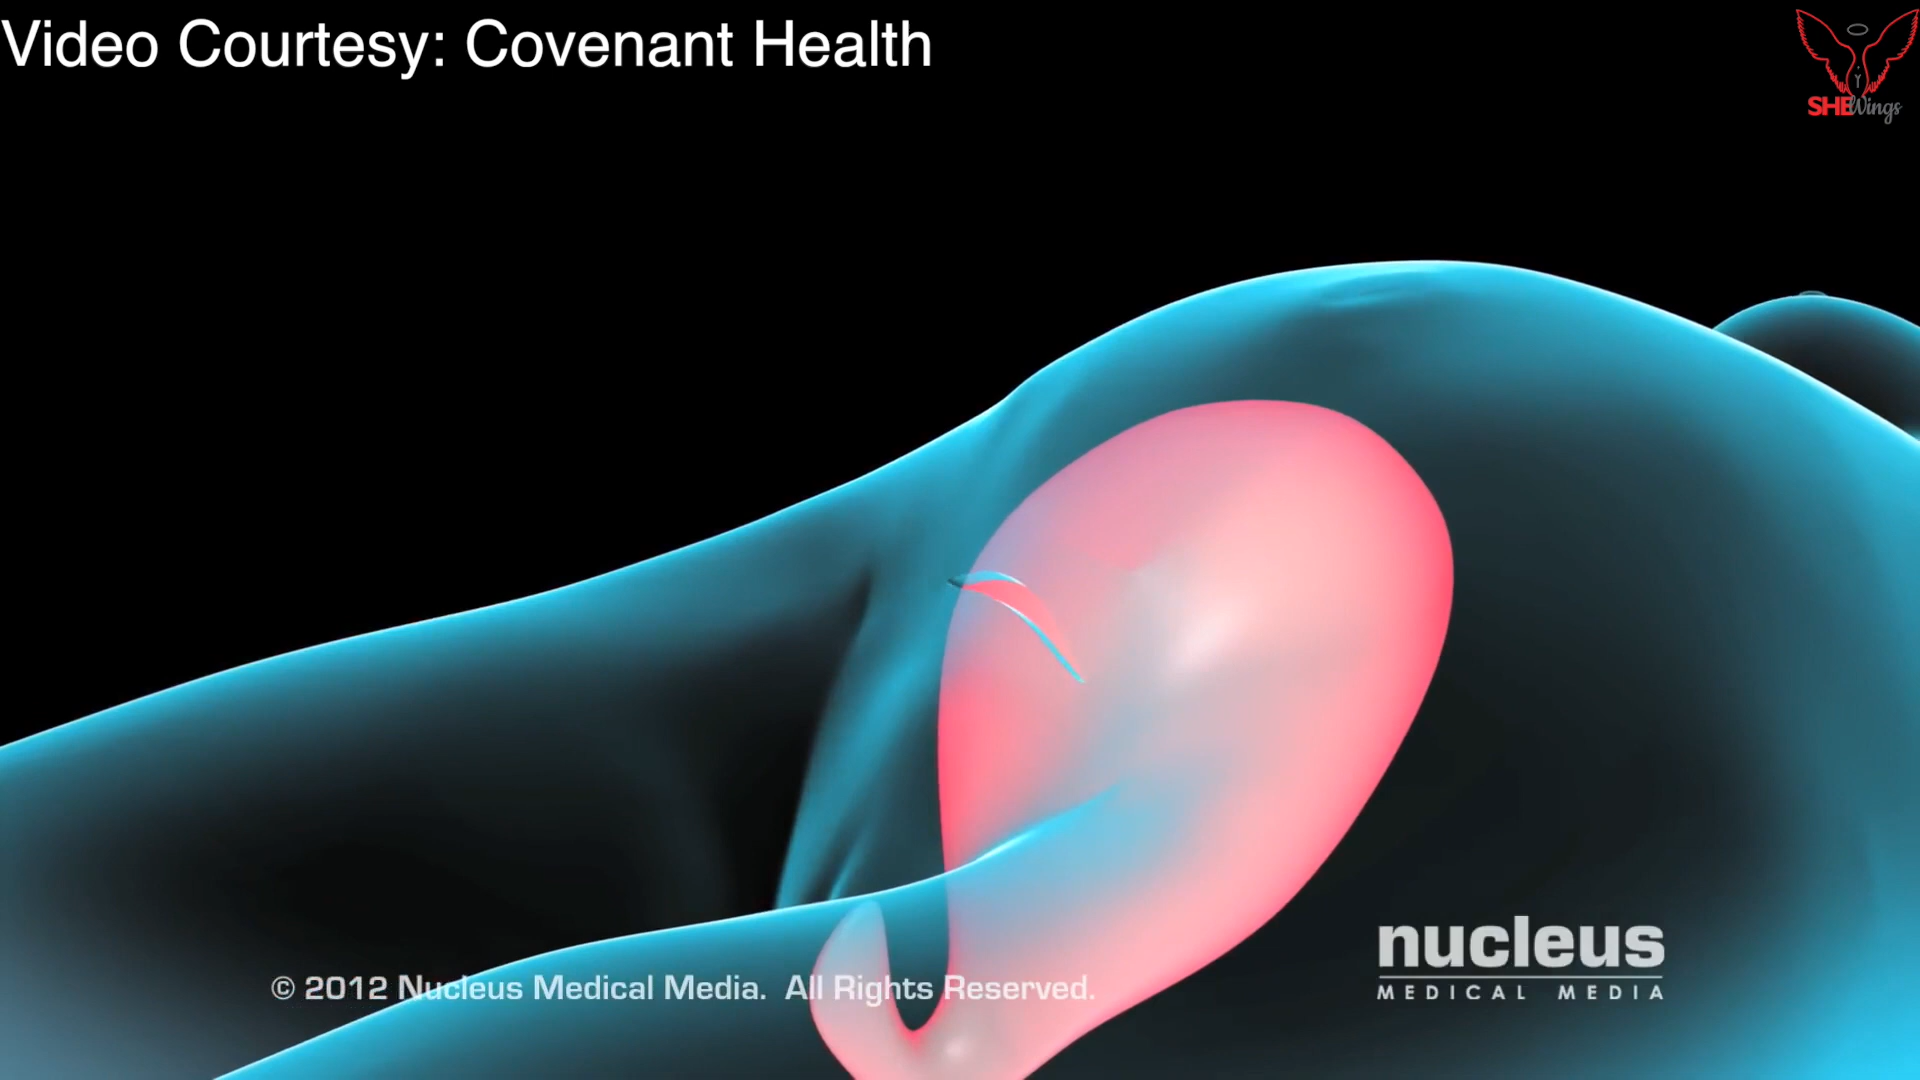 Video Courtesy: Covenant Health
SHEWings
© 2012 Nucleus Medical Media. All Rights Reserved.
nucleus
MEDICAL MEDIA